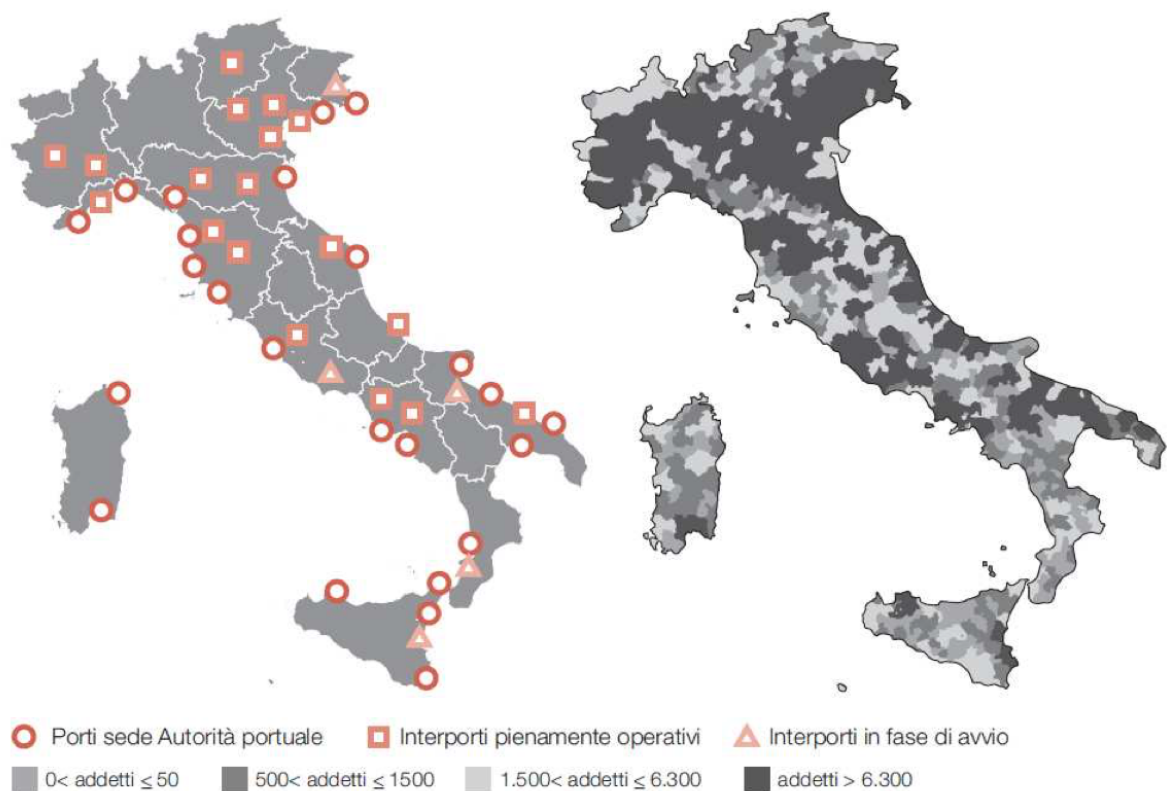 Porti sede Autorità portuale Interporti pienamente operativi Interporti in fase di avvio
0< addetti ≤ 50 500< addetti ≤ 1500 1.500< addetti ≤ 6.300 addetti > 6.300